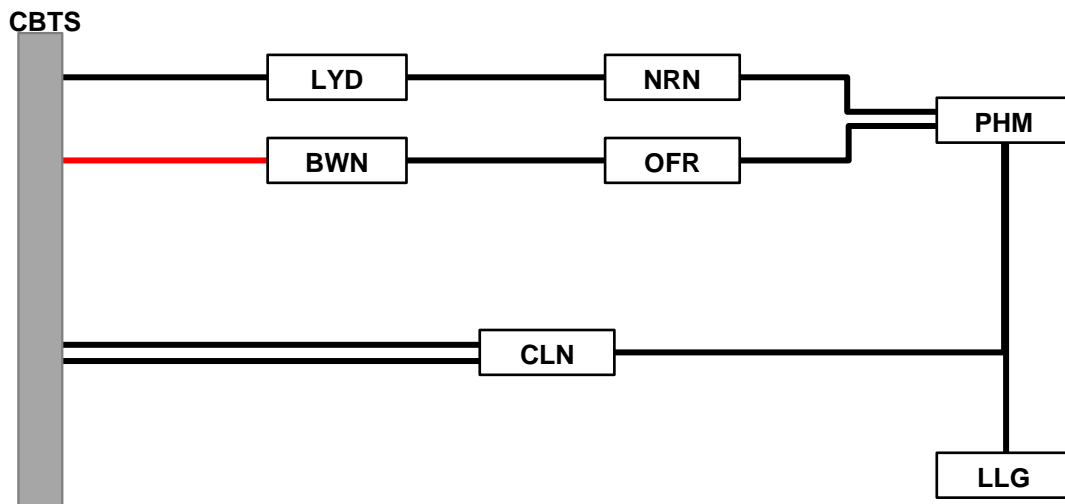 CBTS
LYD
NRN
PHM
BWN
OFR
CLN
LLG